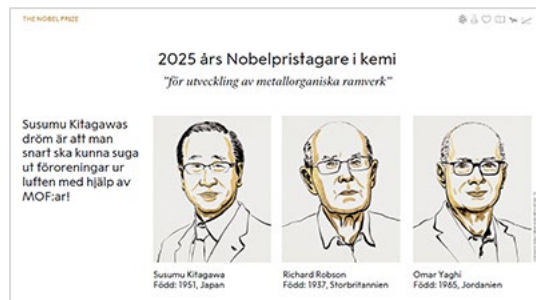 THE NOBEL PRIZE
2025 års Nobelpristagare i kemi
”för utveckling av metallorganiska ramverk”
Susumu Kitagawas
dröm är att man
snart ska kunna suga
ut föroreningar ur
luften med hjälp av
MOF:ar!
Susumu Kitagawa
Född: 1951, Japan
Richard Robson
Född: 1937, Storbritannien
Omar Yaghi
Född: 1965, Jordanien